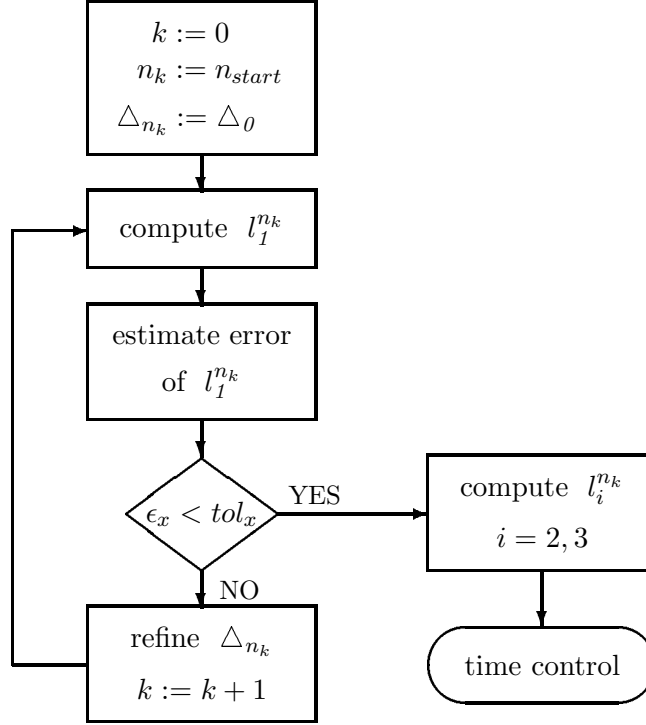 k := 0
n_k := n_start
△_{n_k} := △_0
compute l_1^{n_k}
estimate error
of l_1^{n_k}
ϵ_x < tol_x
YES
NO
refine △_{n_k}
k := k + 1
compute l_i^{n_k}
i = 2, 3
time control